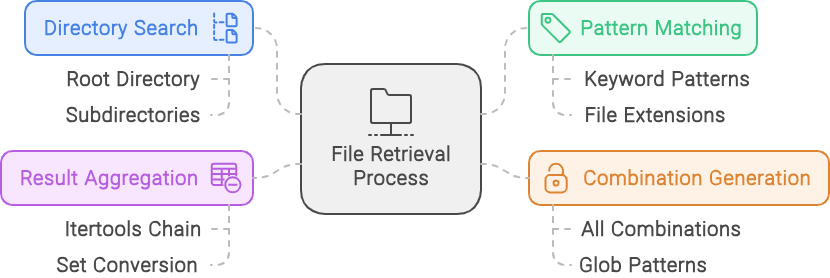 Directory Search
Root Directory
Subdirectories
Result Aggregation
Itertools Chain
Set Conversion
File Retrieval
Process
Pattern Matching
Keyword Patterns
File Extensions
Combination Generation
All Combinations
Glob Patterns